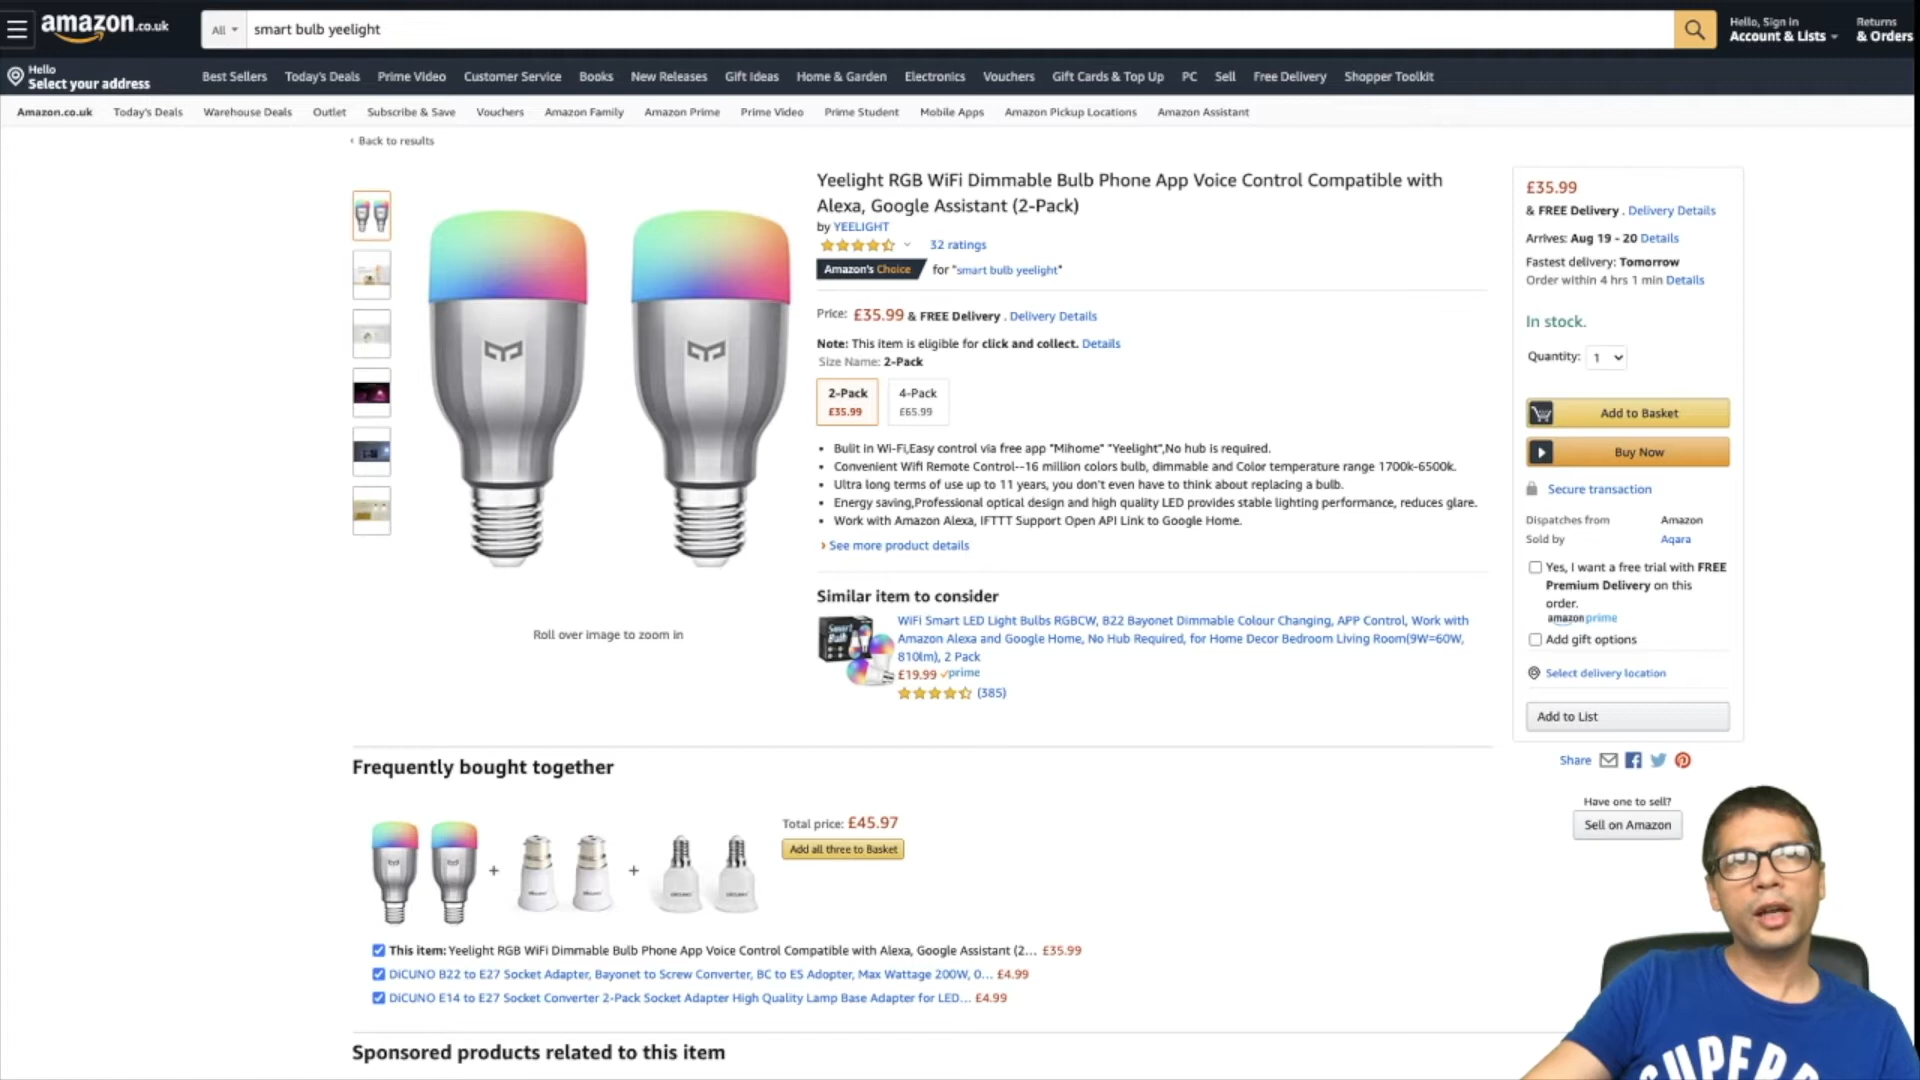 amazon.co.uk
All
smart bulb yeelight
Hello, Sign in
Account & Lists
Returns
& Orders
Hello
Select your address
Best Sellers Today's Deals Prime Video Customer Service Books New Releases Gift Ideas Home & Garden Electronics Vouchers Gift Cards & Top Up PC Sell Free Delivery Shopper Toolkit
Amazon.co.uk Today's Deals Warehouse Deals Outlet Subscribe & Save Vouchers Amazon Family Amazon Prime Prime Video Prime Student Mobile Apps Amazon Pickup Locations Amazon Assistant
‹ Back to results
Yeelight RGB WiFi Dimmable Bulb Phone App Voice Control Compatible with
Alexa, Google Assistant (2-Pack)
by YEELIGHT
32 ratings
Amazon's Choice for "smart bulb yeelight"
Price: £35.99 & FREE Delivery . Delivery Details
Note: This item is eligible for click and collect. Details
Size Name: 2-Pack
2-Pack
£35.99
4-Pack
£65.99
• Bulit in Wi-Fi,Easy control via free app "Mihome" "Yeelight",No hub is required.
• Convenient Wifi Remote Control--16 million colors bulb, dimmable and Color temperature range 1700k-6500k.
• Ultra long terms of use up to 11 years, you don't even have to think about replacing a bulb.
• Energy saving,Professional optical design and high quality LED provides stable lighting performance, reduces glare.
• Work with Amazon Alexa, IFTTT Support Open API Link to Google Home.
› See more product details
Roll over image to zoom in
Similar item to consider
Smart
Bulb
WiFi Smart LED Light Bulbs RGBCW, B22 Bayonet Dimmable Colour Changing, APP Control, Work with
Amazon Alexa and Google Home, No Hub Required, for Home Decor Bedroom Living Room(9W=60W,
810lm), 2 Pack
£19.99 prime
(385)
£35.99
& FREE Delivery . Delivery Details
Arrives: Aug 19 - 20 Details
Fastest delivery: Tomorrow
Order within 4 hrs 1 min Details
In stock.
Quantity: 1
Add to Basket
Buy Now
Secure transaction
Dispatches from Amazon
Sold by Aqara
Yes, I want a free trial with FREE
Premium Delivery on this
order.
amazon prime
Add gift options
Select delivery location
Add to List
Share
Have one to sell?
Sell on Amazon
Frequently bought together
+
+
Total price: £45.97
Add all three to Basket
This item: Yeelight RGB WiFi Dimmable Bulb Phone App Voice Control Compatible with Alexa, Google Assistant (2... £35.99
DiCUNO B22 to E27 Socket Adapter, Bayonet to Screw Converter, BC to ES Adopter, Max Wattage 200W, 0... £4.99
DiCUNO E14 to E27 Socket Converter 2-Pack Socket Adapter High Quality Lamp Base Adapter for LED... £4.99
Sponsored products related to this item